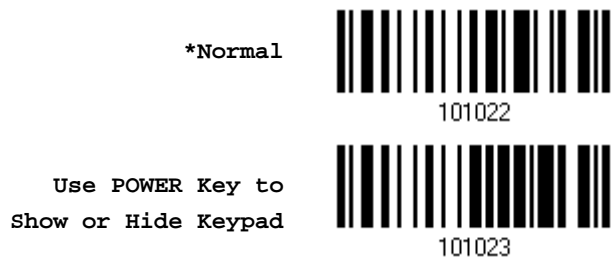 *Normal
101022
Use POWER Key to
Show or Hide Keypad
101023